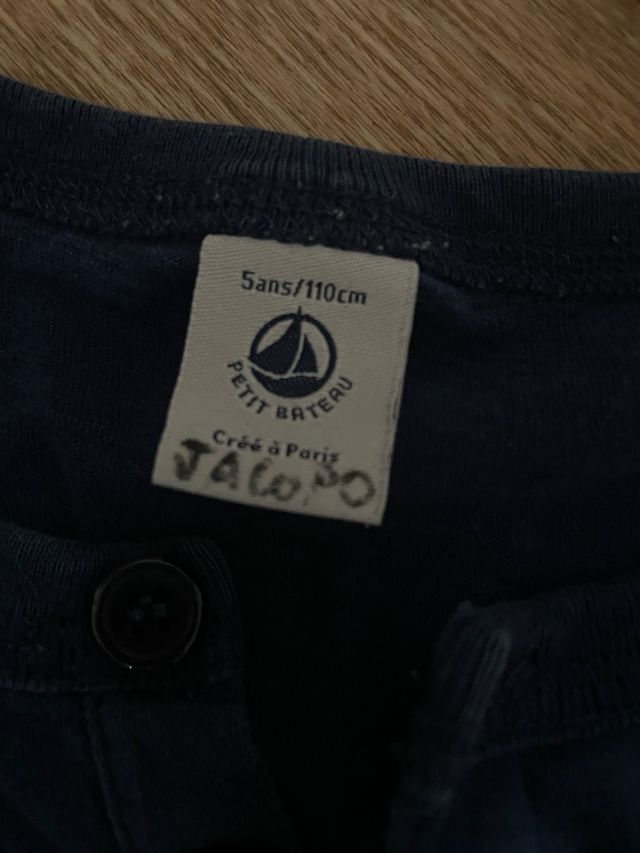 5ans/110cm
PETIT BATEAU
Créé à Paris
JACOPO